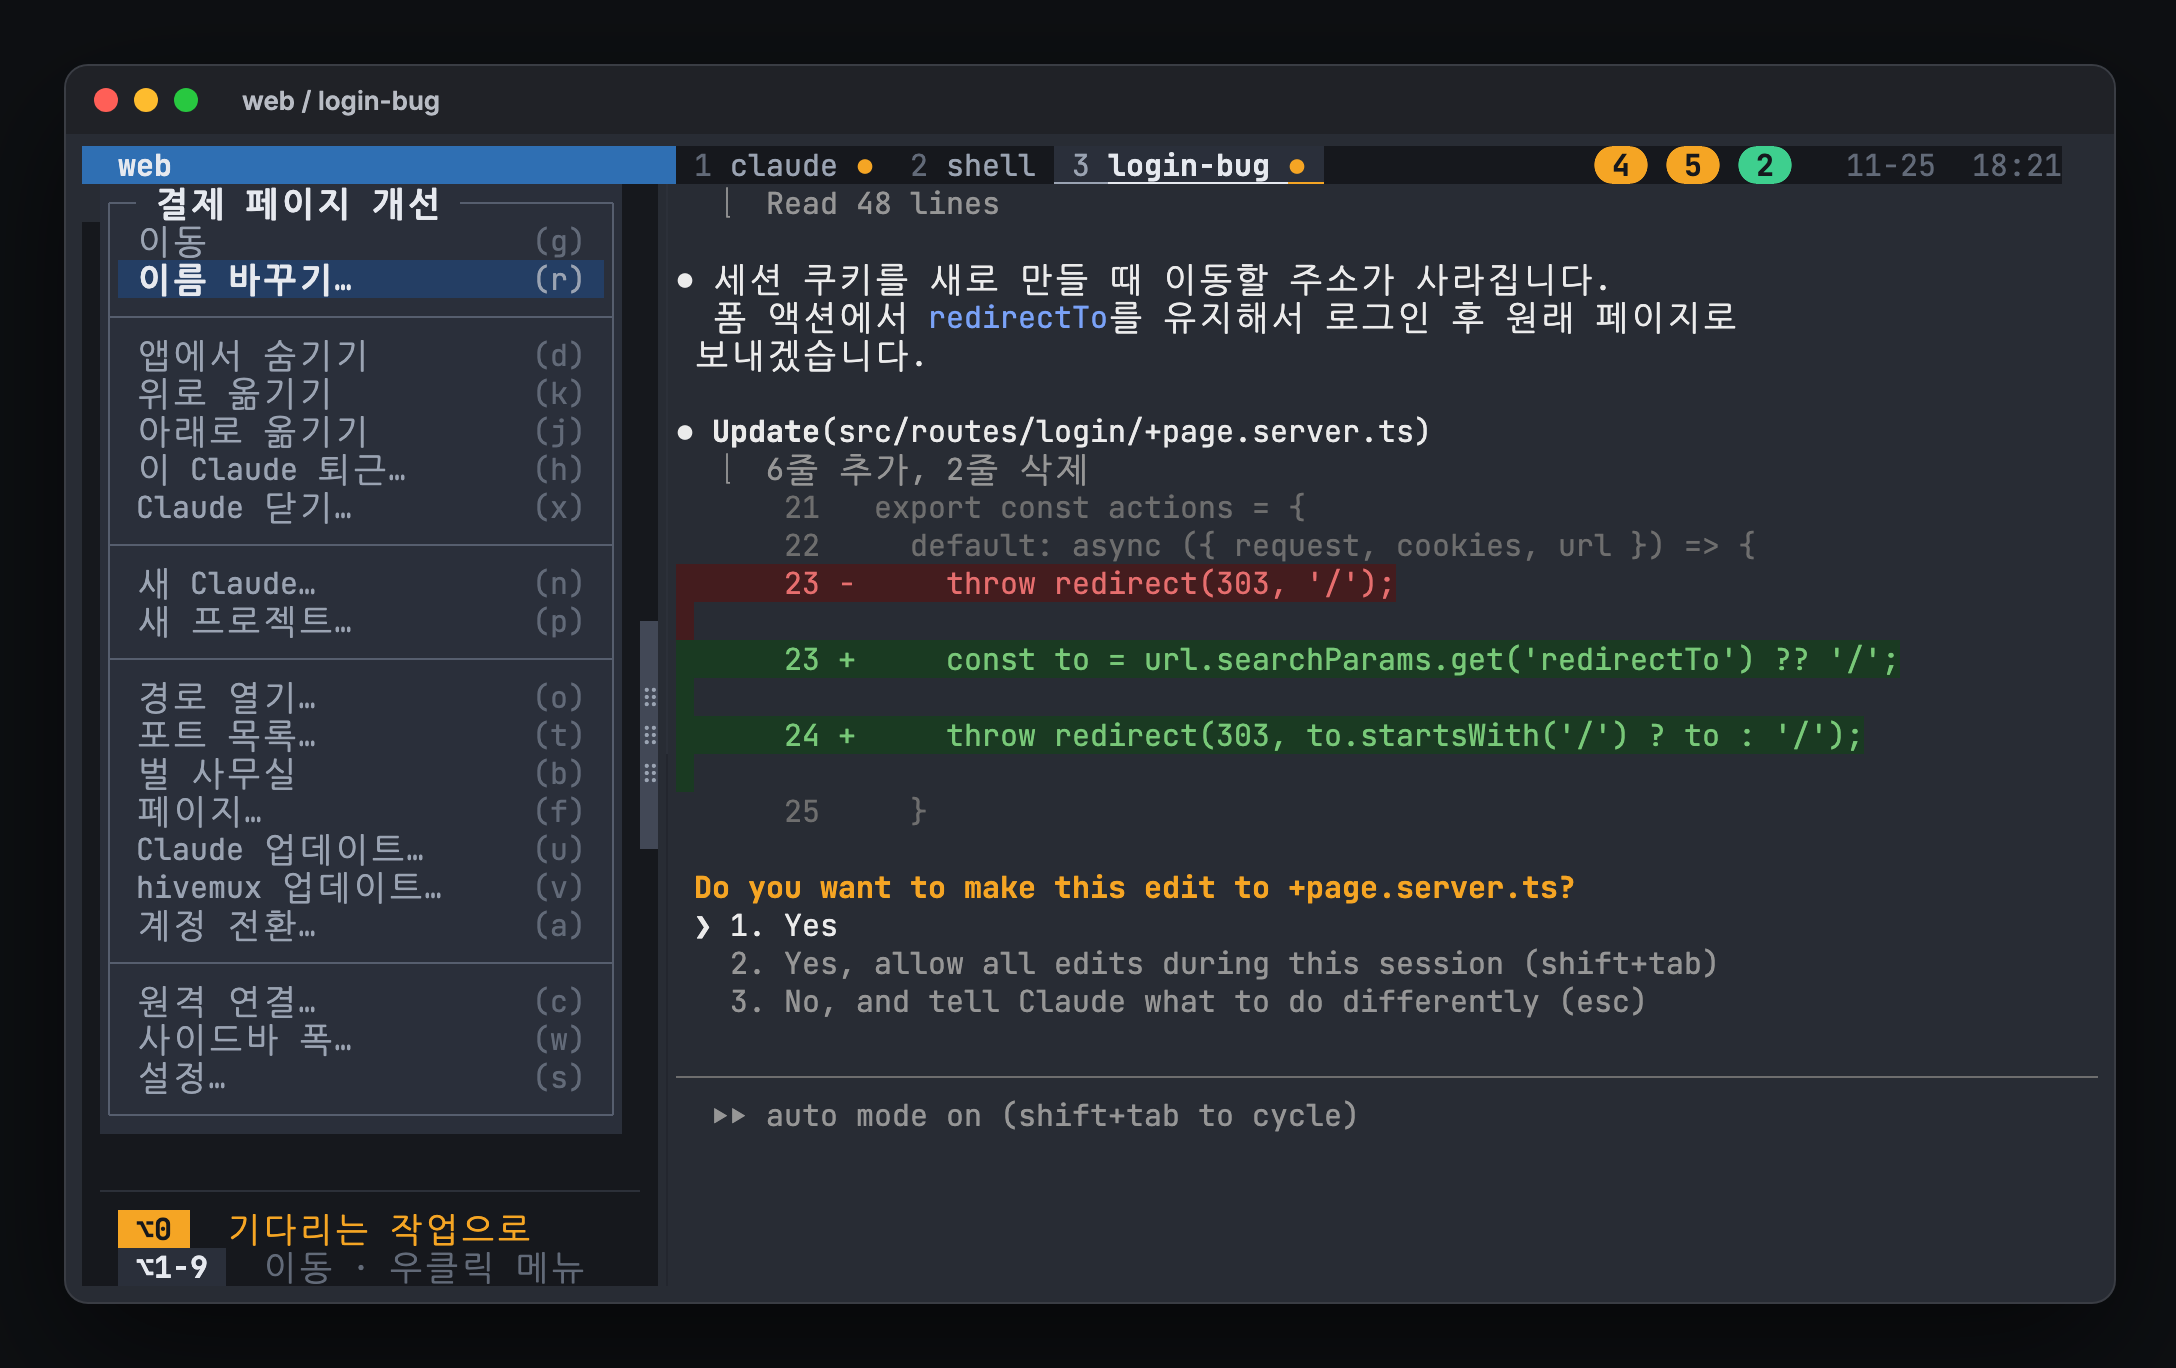 web / login-bug
web
1 claude ● 2 shell 3 login-bug ● 4 5 2 11-25 18:21
결제 페이지 개선
이동 (g)
이름 바꾸기… (r)
앱에서 숨기기 (d)
위로 옮기기 (k)
아래로 옮기기 (j)
이 Claude 퇴근… (h)
Claude 닫기… (x)
새 Claude… (n)
새 프로젝트… (p)
경로 열기… (o)
포트 목록… (t)
벌 사무실 (b)
페이지… (f)
Claude 업데이트… (u)
hivemux 업데이트… (v)
계정 전환… (a)
원격 연결… (c)
사이드바 폭… (w)
설정… (s)
⌥0 기다리는 작업으로
⌥1-9 이동 · 우클릭 메뉴
⎣ Read 48 lines
● 세션 쿠키를 새로 만들 때 이동할 주소가 사라집니다.
폼 액션에서 redirectTo를 유지해서 로그인 후 원래 페이지로
보내겠습니다.
● Update(src/routes/login/+page.server.ts)
⎣ 6줄 추가, 2줄 삭제
21 export const actions = {
22 default: async ({ request, cookies, url }) => {
23 - throw redirect(303, '/');
23 + const to = url.searchParams.get('redirectTo') ?? '/';
24 + throw redirect(303, to.startsWith('/') ? to : '/');
25 }
Do you want to make this edit to +page.server.ts?
❯ 1. Yes
2. Yes, allow all edits during this session (shift+tab)
3. No, and tell Claude what to do differently (esc)
▸▸ auto mode on (shift+tab to cycle)